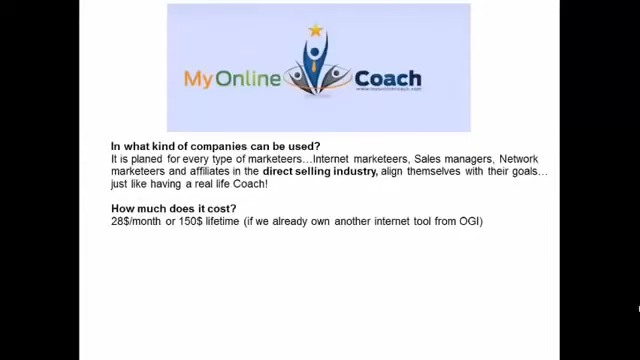 My Online Coach
In what kind of companies can be used?
It is planed for every type of marketeers…Internet marketeers, Sales managers, Network
marketeers and affiliates in the direct selling industry, align themselves with their goals…
just like having a real life Coach!
How much does it cost?
28$/month or 150$ lifetime (if we already own another internet tool from OGI)